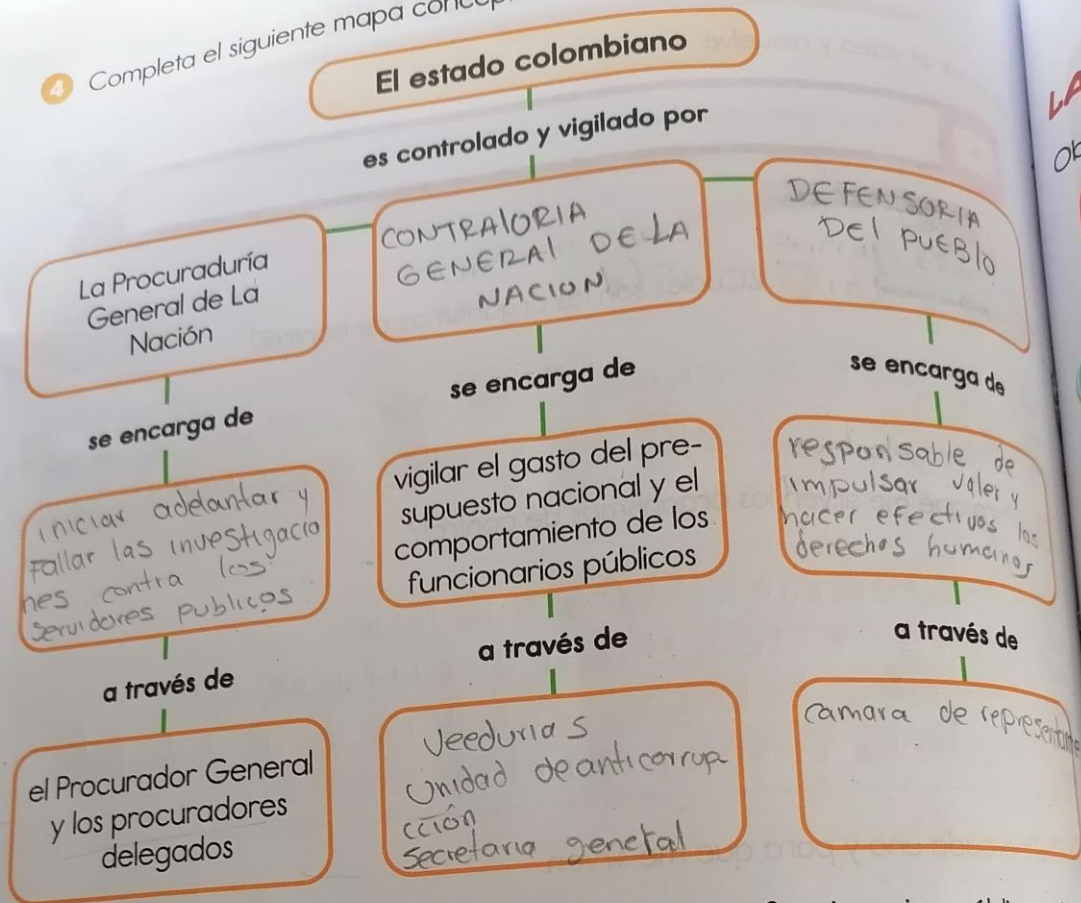 4 Completa el siguiente mapa
El estado colombiano
es controlado y vigilado por
La Procuraduría
General de La
Nación
CONTRAlORIA
GENERAl DE LA
NACION
DEFENSORIA
DEl PUEBlO
se encarga de
se encarga de
se encarga de
iniciar adelantar y
Fallar las investigacio
nes contra las
Servidores publicos
vigilar el gasto del pre-
supuesto nacional y el
comportamiento de los
funcionarios públicos
responsable de
impulsar valer y
hacer efectivos los
derechos humanos
a través de
a través de
a través de
el Procurador General
y los procuradores
delegados
Veedurias
Unidad de anticorrupa
cción
Secretaria general
Camara de representante